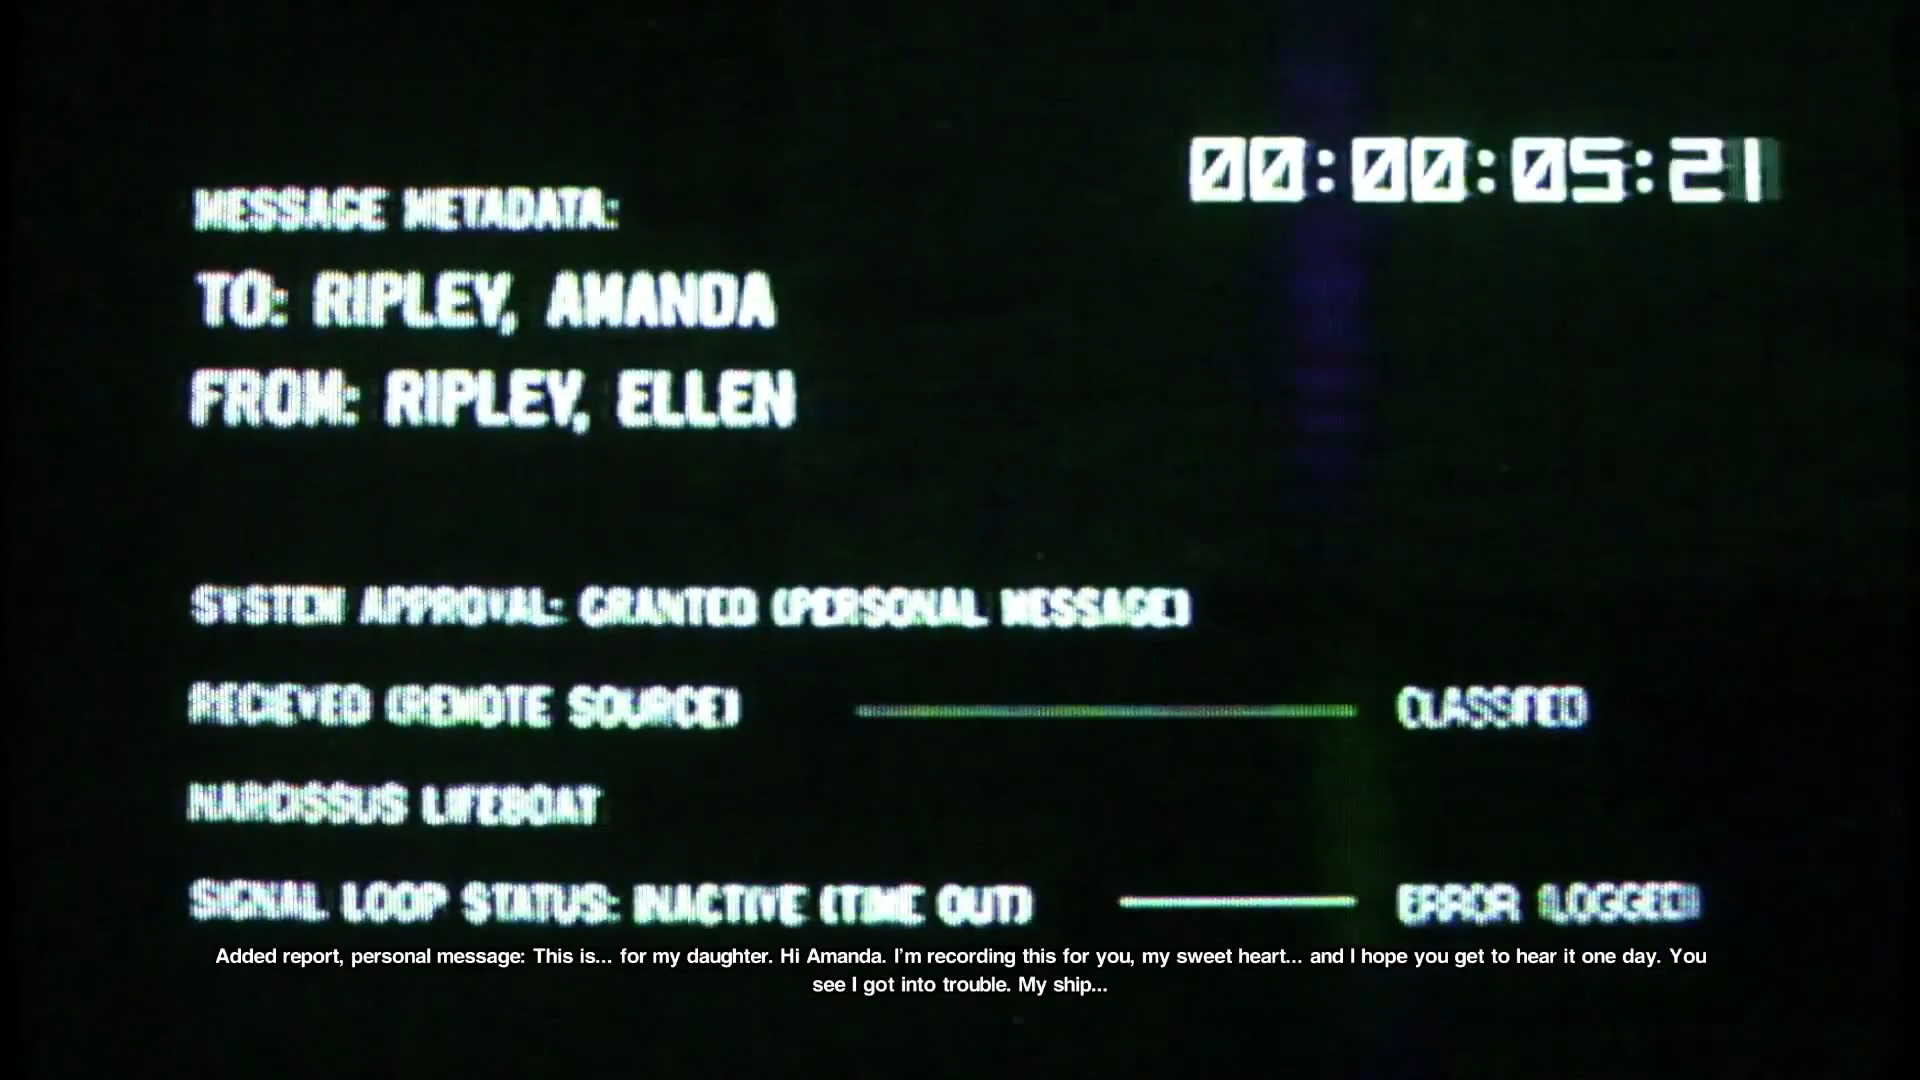 00:00:05:21
MESSAGE METADATA:
TO: RIPLEY, AMANDA
FROM: RIPLEY, ELLEN
SYSTEM APPROVAL: GRANTED (PERSONAL MESSAGE)
RECIEVED (REMOTE SOURCE) CLASSIFIED
NARCISSUS LIFEBOAT
SIGNAL LOOP STATUS: INACTIVE (TIME OUT) ERROR (LOGGED)
Added report, personal message: This is... for my daughter. Hi Amanda. I'm recording this for you, my sweet heart... and I hope you get to hear it one day. You
see I got into trouble. My ship...